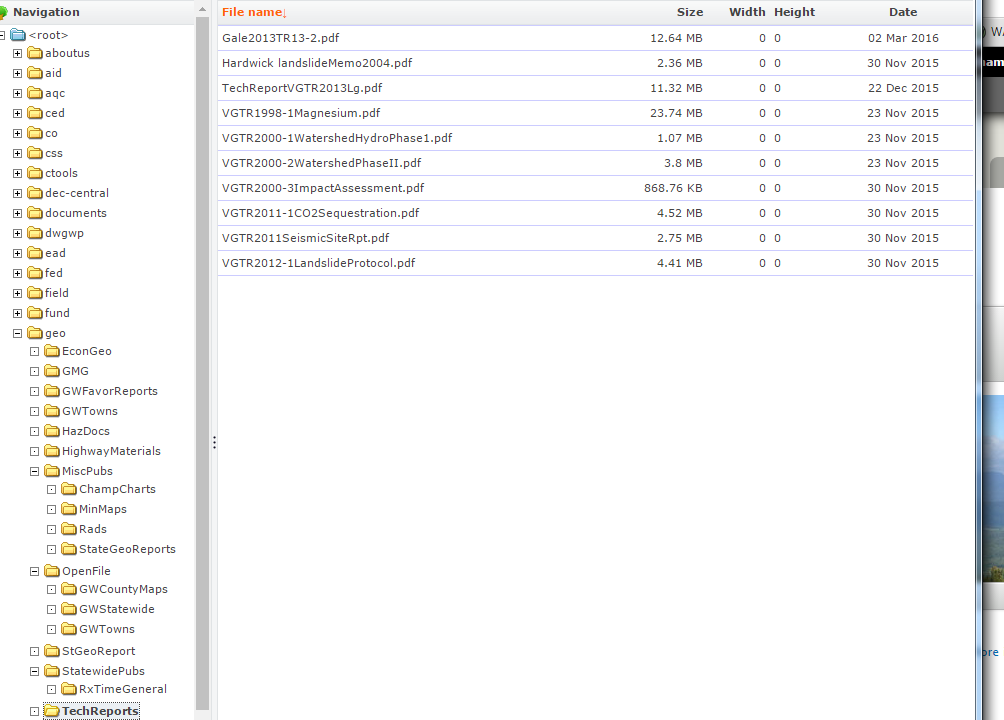 Navigation
<root>
aboutus
aid
aqc
ced
co
css
ctools
dec-central
documents
dwgwp
ead
fed
field
fund
geo
EconGeo
GMG
GWFavorReports
GWTowns
HazDocs
HighwayMaterials
MiscPubs
ChampCharts
MinMaps
Rads
StateGeoReports
OpenFile
GWCountyMaps
GWStatewide
GWTowns
StGeoReport
StatewidePubs
RxTimeGeneral
TechReports
File name↓ Size Width Height Date
Gale2013TR13-2.pdf 12.64 MB 0 0 02 Mar 2016
Hardwick landslideMemo2004.pdf 2.36 MB 0 0 30 Nov 2015
TechReportVGTR2013Lg.pdf 11.32 MB 0 0 22 Dec 2015
VGTR1998-1Magnesium.pdf 23.74 MB 0 0 23 Nov 2015
VGTR2000-1WatershedHydroPhase1.pdf 1.07 MB 0 0 23 Nov 2015
VGTR2000-2WatershedPhaseII.pdf 3.8 MB 0 0 23 Nov 2015
VGTR2000-3ImpactAssessment.pdf 868.76 KB 0 0 30 Nov 2015
VGTR2011-1CO2Sequestration.pdf 4.52 MB 0 0 30 Nov 2015
VGTR2011SeismicSiteRpt.pdf 2.75 MB 0 0 30 Nov 2015
VGTR2012-1LandslideProtocol.pdf 4.41 MB 0 0 30 Nov 2015